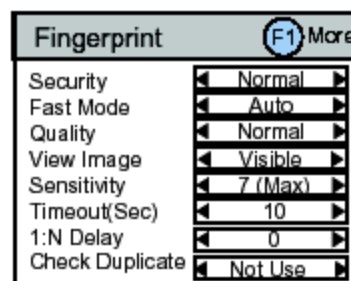 Fingerprint F1 More
Security Normal
Fast Mode Auto
Quality Normal
View Image Visible
Sensitivity 7 (Max)
Timeout(Sec) 10
1:N Delay 0
Check Duplicate Not Use